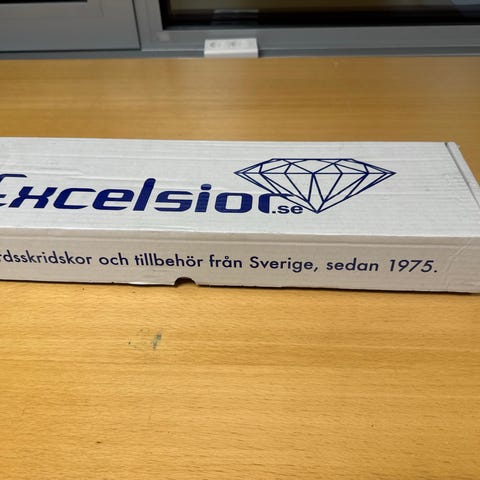 Excelsior.se
rdsskridskor och tillbehör från Sverige, sedan 1975.